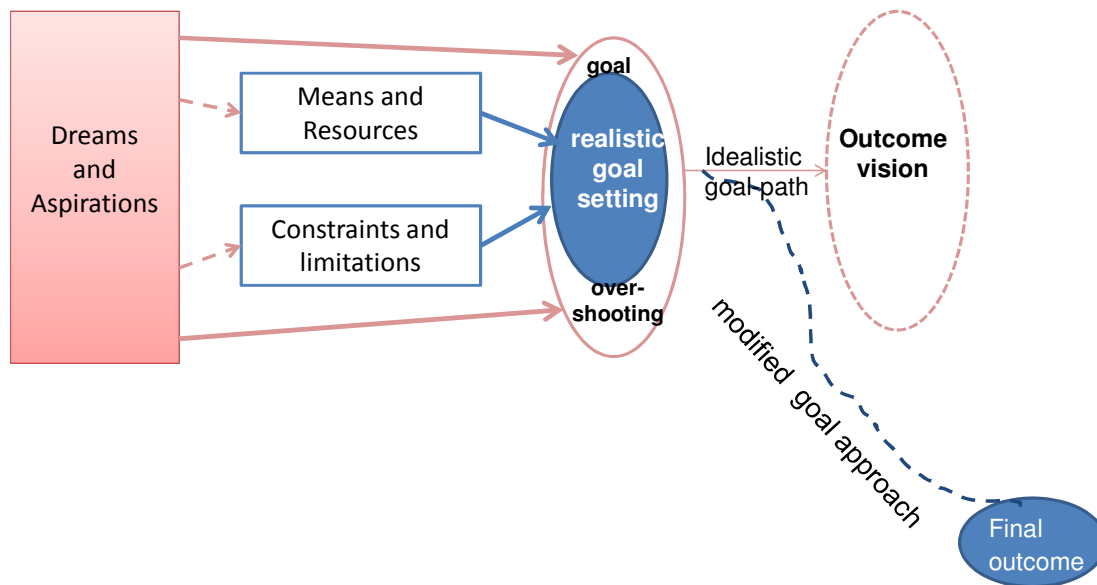 Dreams
and
Aspirations
Means and
Resources
Constraints and
limitations
goal
realistic
goal
setting
over-
shooting
Idealistic
goal path
Outcome
vision
modified goal approach
Final
outcome